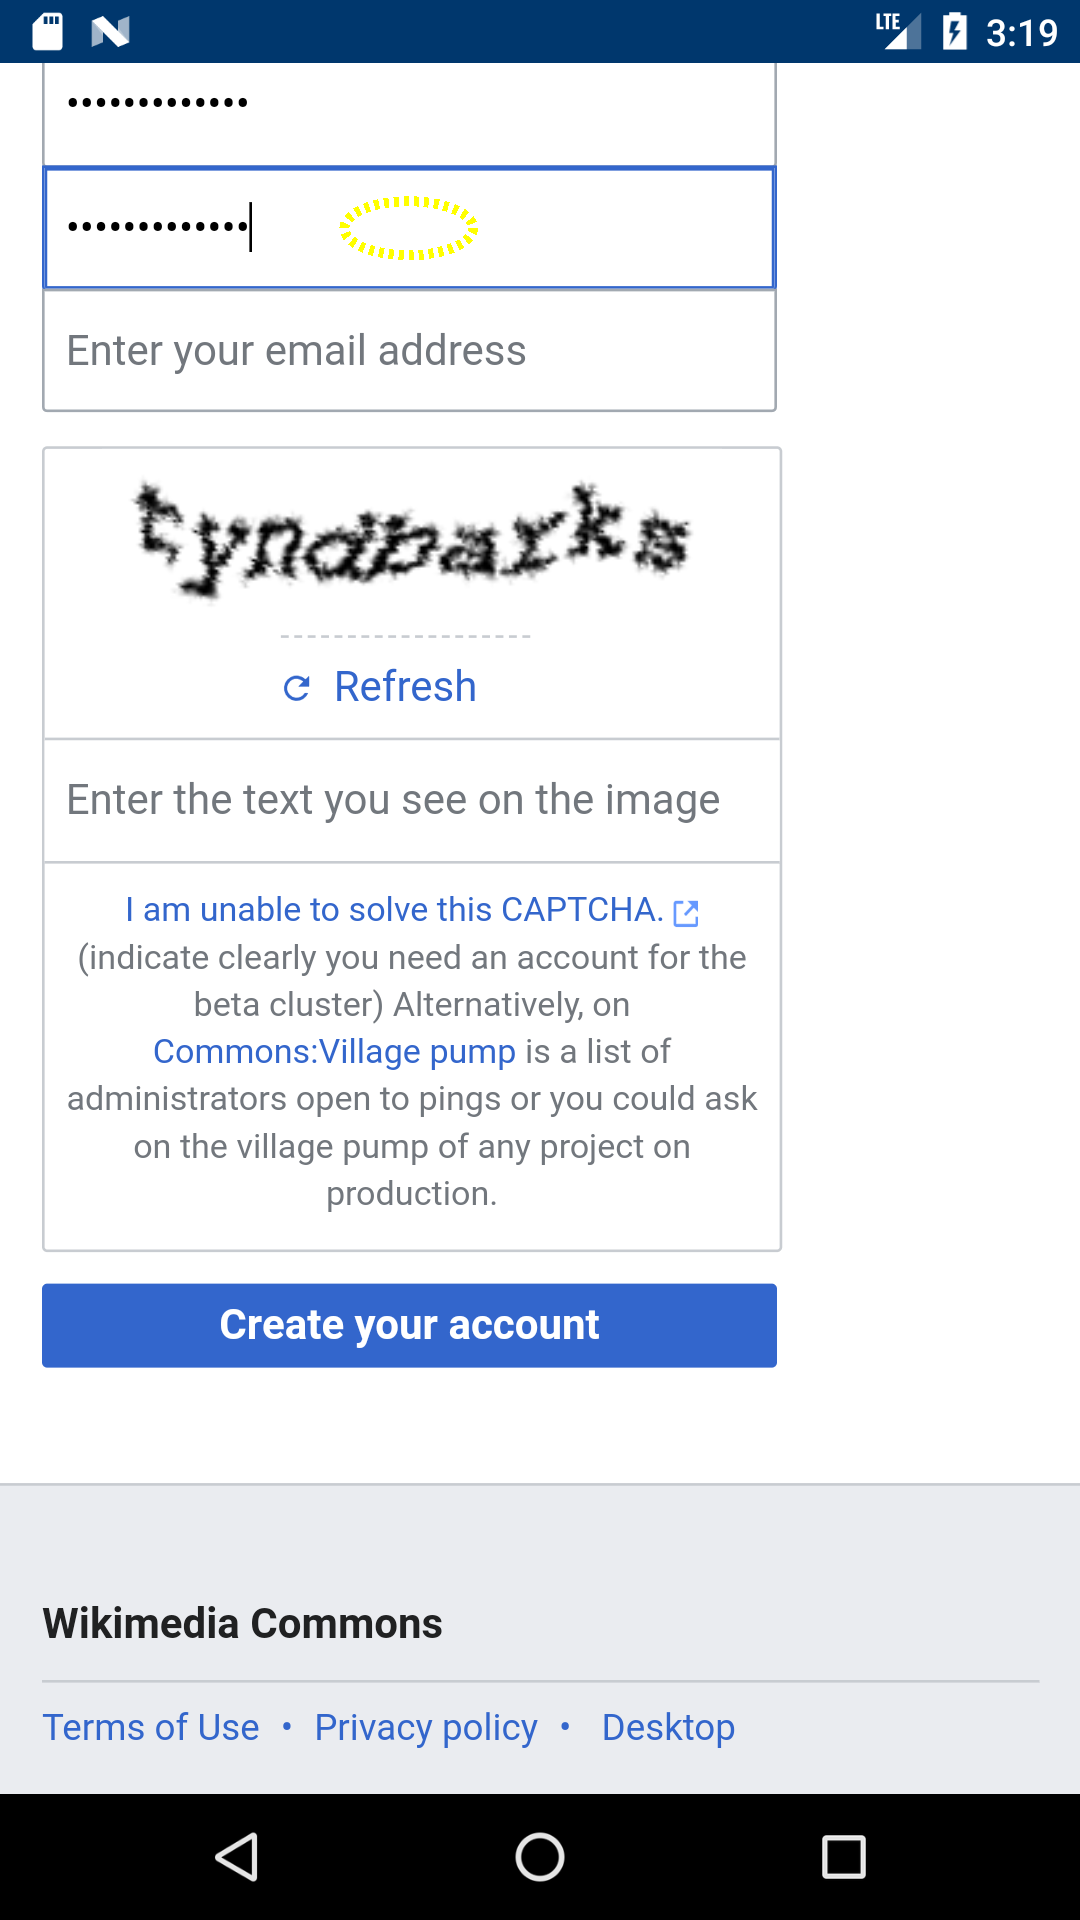 LTE 3:19
•••••••••••••
•••••••••••••
Enter your email address
Refresh
Enter the text you see on the image
I am unable to solve this CAPTCHA.
(indicate clearly you need an account for the
beta cluster) Alternatively, on
Commons:Village pump is a list of
administrators open to pings or you could ask
on the village pump of any project on
production.
Create your account
Wikimedia Commons
Terms of Use • Privacy policy • Desktop